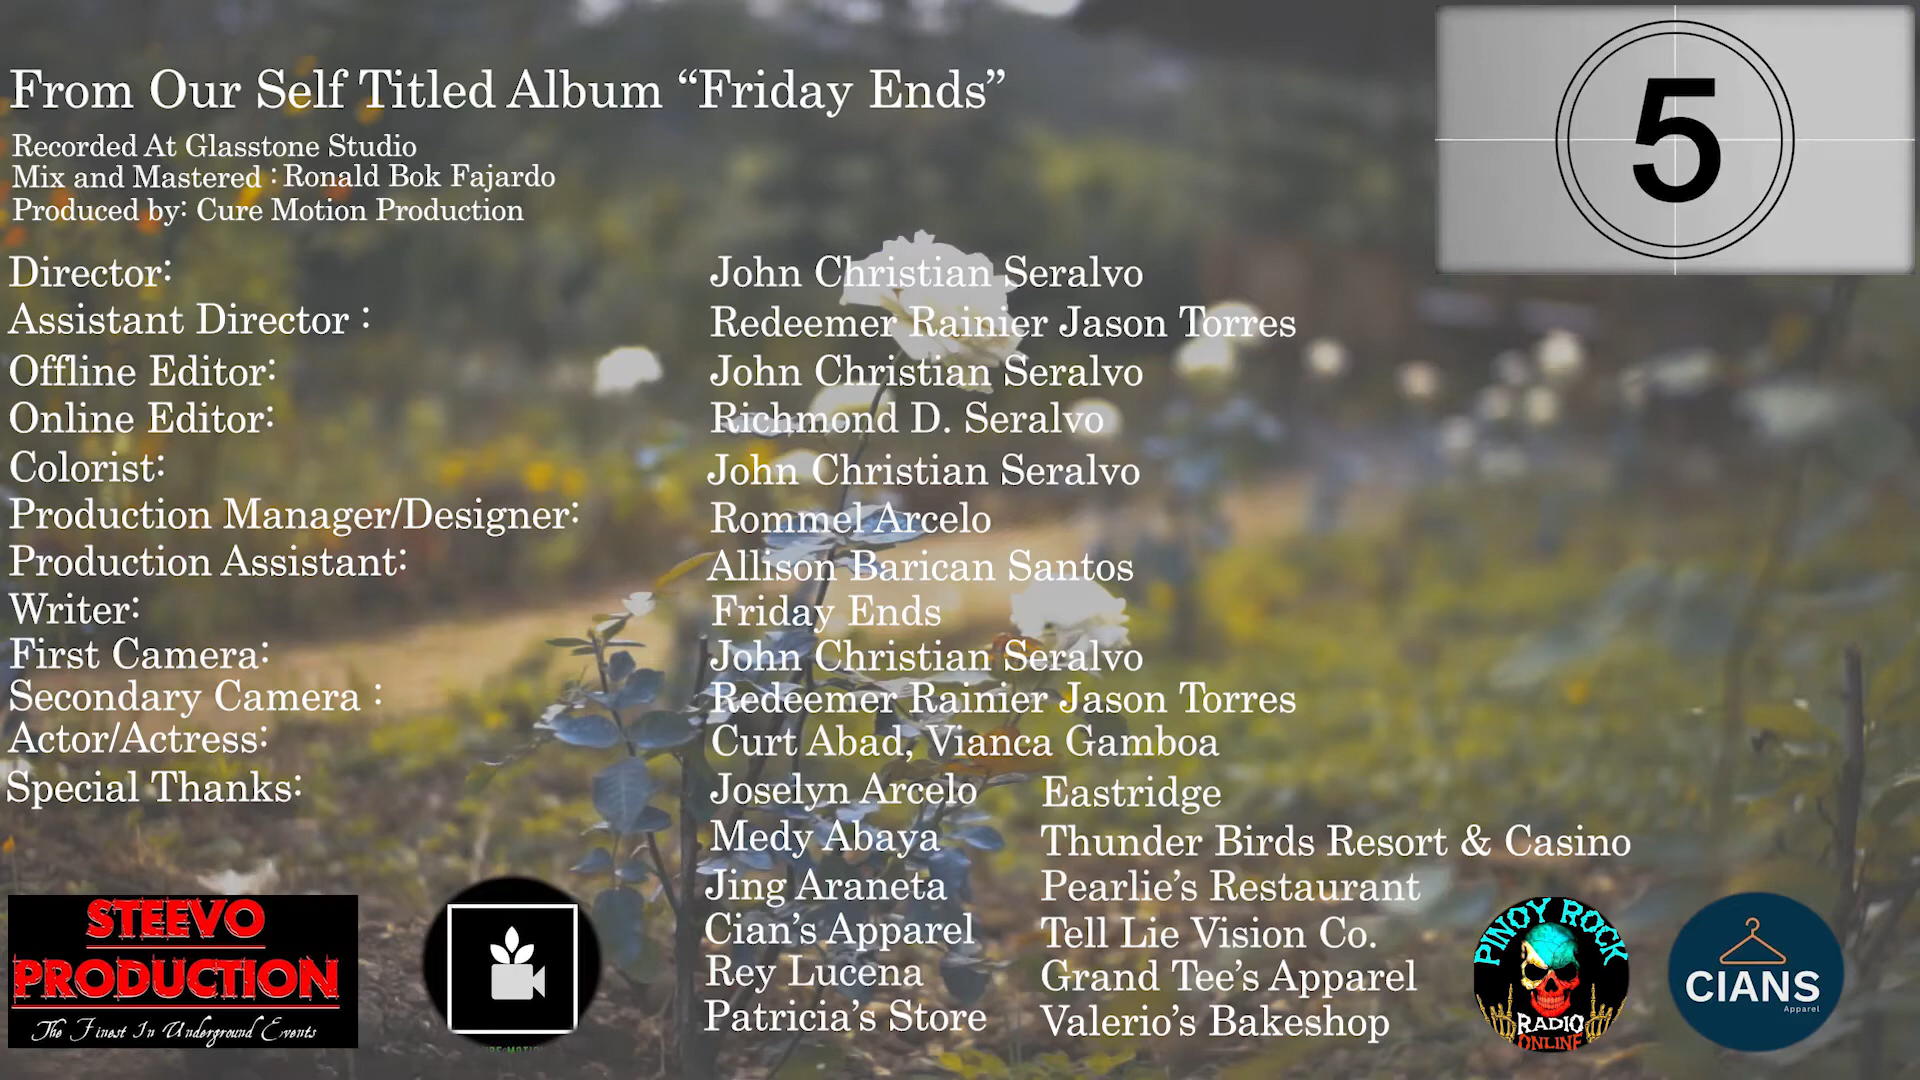 From Our Self Titled Album “Friday Ends”
Recorded At Glasstone Studio
Mix and Mastered : Ronald Bok Fajardo
Produced by: Cure Motion Production
5
Director: John Christian Seralvo
Assistant Director : Redeemer Rainier Jason Torres
Offline Editor: John Christian Seralvo
Online Editor: Richmond D. Seralvo
Colorist: John Christian Seralvo
Production Manager/Designer: Rommel Arcelo
Production Assistant: Allison Barican Santos
Writer: Friday Ends
First Camera: John Christian Seralvo
Secondary Camera : Redeemer Rainier Jason Torres
Actor/Actress: Curt Abad, Vianca Gamboa
Special Thanks: Joselyn Arcelo Eastridge
Medy Abaya Thunder Birds Resort & Casino
Jing Araneta Pearlie’s Restaurant
Cian’s Apparel Tell Lie Vision Co.
Rey Lucena Grand Tee’s Apparel
Patricia’s Store Valerio’s Bakeshop
STEEVO
PRODUCTION
The Finest In Underground Events
PINOY ROCK
RADIO
ONLINE
CIANS
Apparel